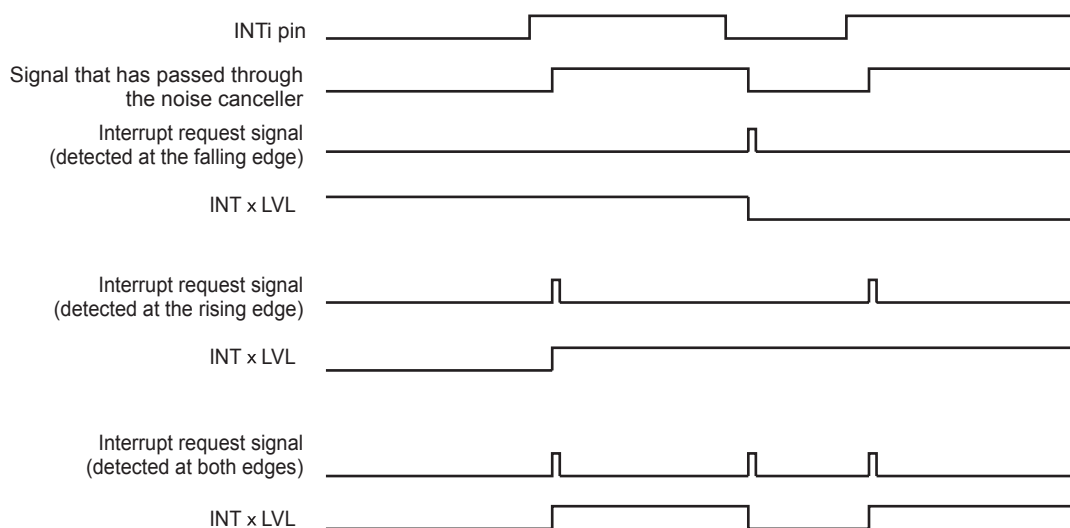 INTi pin
Signal that has passed through
the noise canceller
Interrupt request signal
(detected at the falling edge)
INT x LVL
Interrupt request signal
(detected at the rising edge)
INT x LVL
Interrupt request signal
(detected at both edges)
INT x LVL